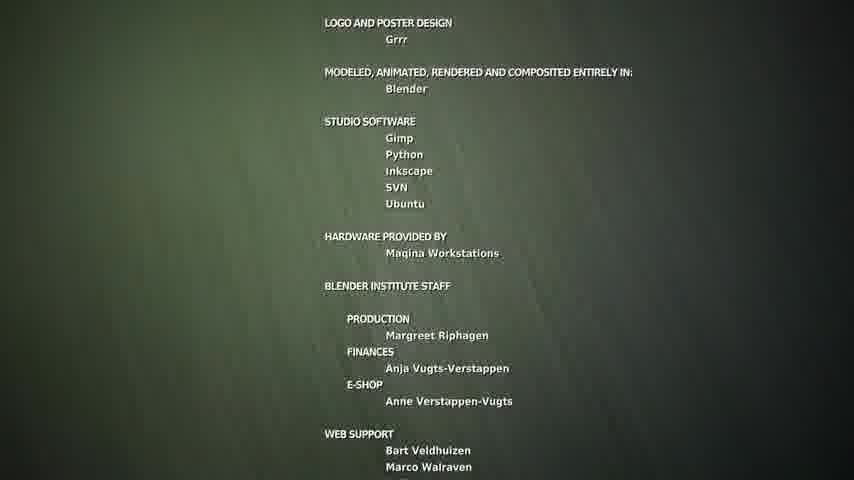 LOGO AND POSTER DESIGN
Grrr
MODELED, ANIMATED, RENDERED AND COMPOSITED ENTIRELY IN:
Blender
STUDIO SOFTWARE
Gimp
Python
Inkscape
SVN
Ubuntu
HARDWARE PROVIDED BY
Maqina Workstations
BLENDER INSTITUTE STAFF
PRODUCTION
Margreet Riphagen
FINANCES
Anja Vugts-Verstappen
E-SHOP
Anne Verstappen-Vugts
WEB SUPPORT
Bart Veldhuizen
Marco Walraven